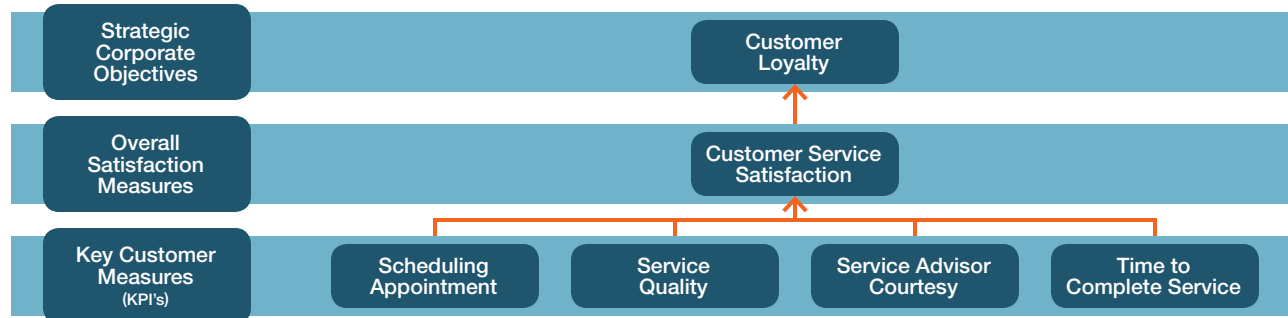 Strategic
Corporate
Objectives
Customer
Loyalty
Overall
Satisfaction
Measures
Customer Service
Satisfaction
Key Customer
Measures
(KPI's)
Scheduling
Appointment
Service
Quality
Service Advisor
Courtesy
Time to
Complete Service